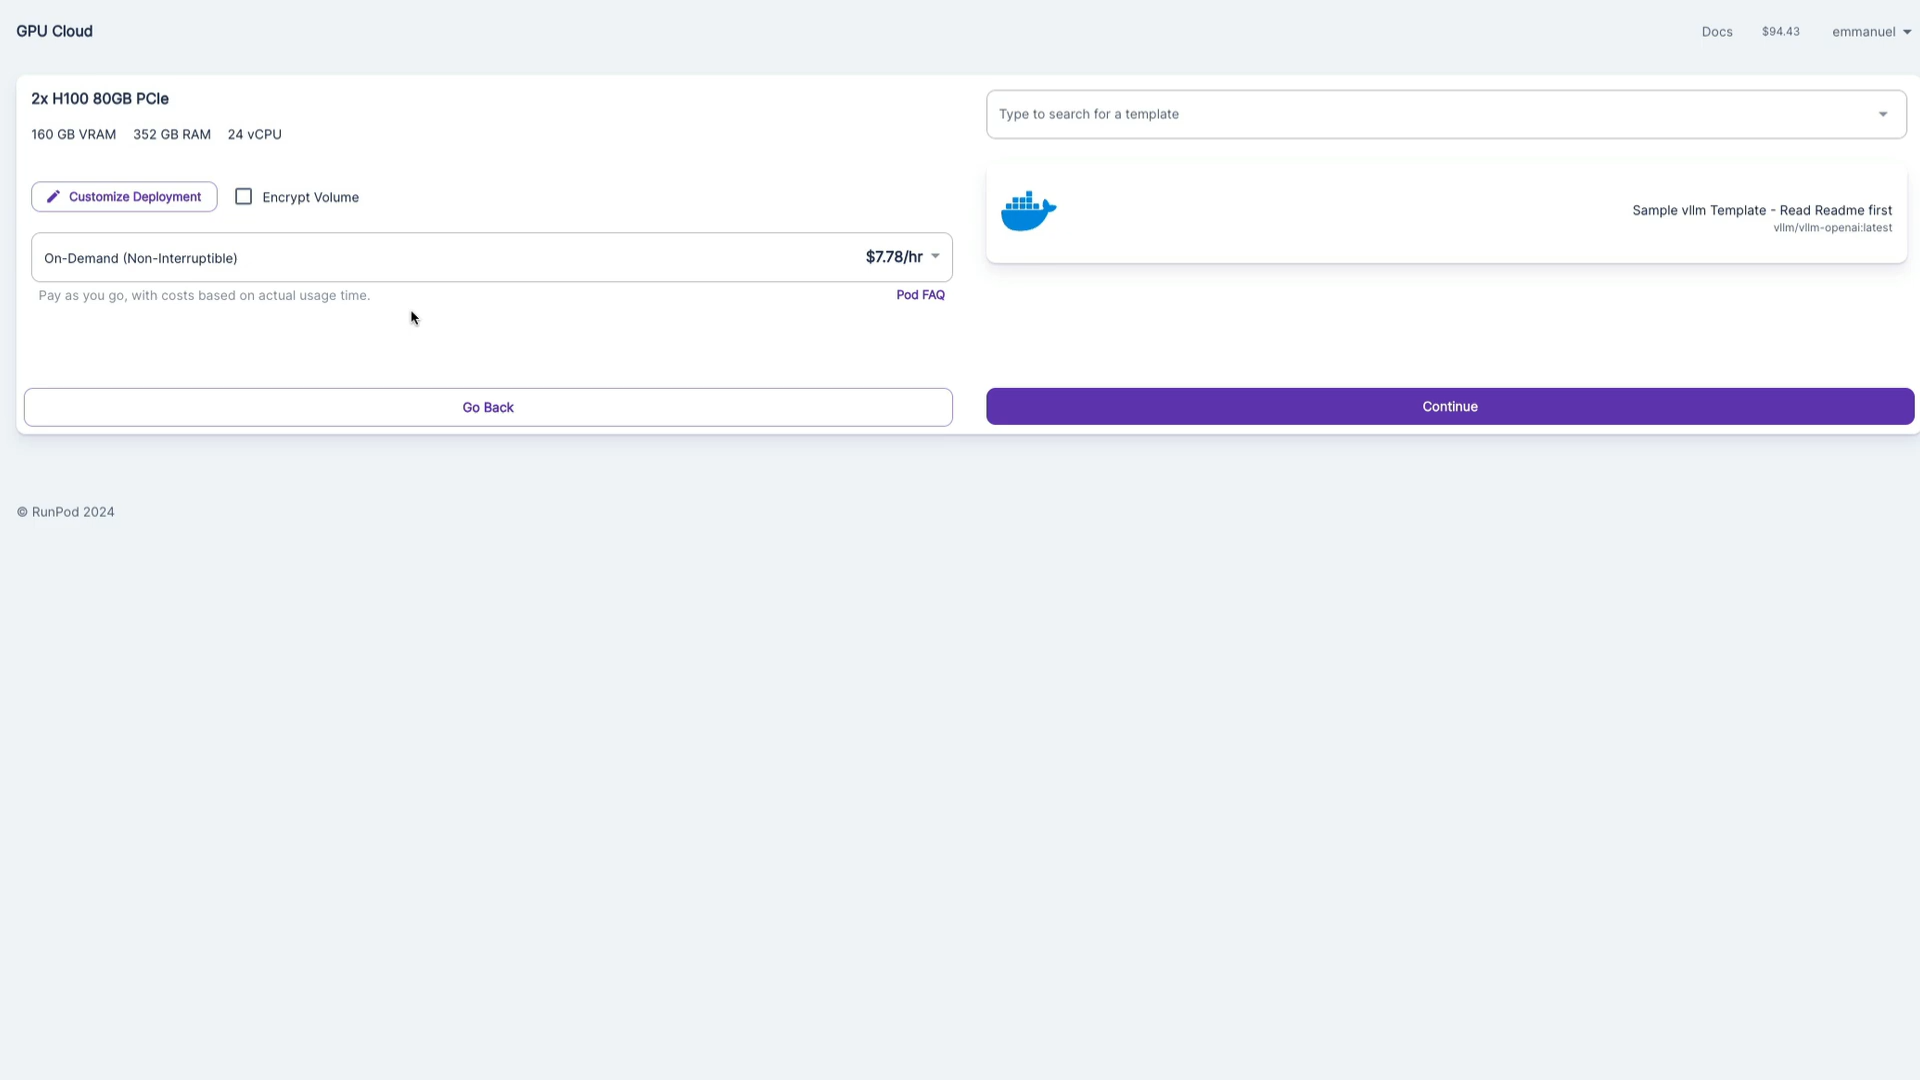 GPU Cloud
Docs $94.43 emmanuel
2x H100 80GB PCIe
160 GB VRAM 352 GB RAM 24 vCPU
Customize Deployment Encrypt Volume
On-Demand (Non-Interruptible) $7.78/hr
Pay as you go, with costs based on actual usage time. Pod FAQ
Type to search for a template
Sample vllm Template - Read Readme first
vllm/vllm-openai:latest
Go Back
Continue
© RunPod 2024